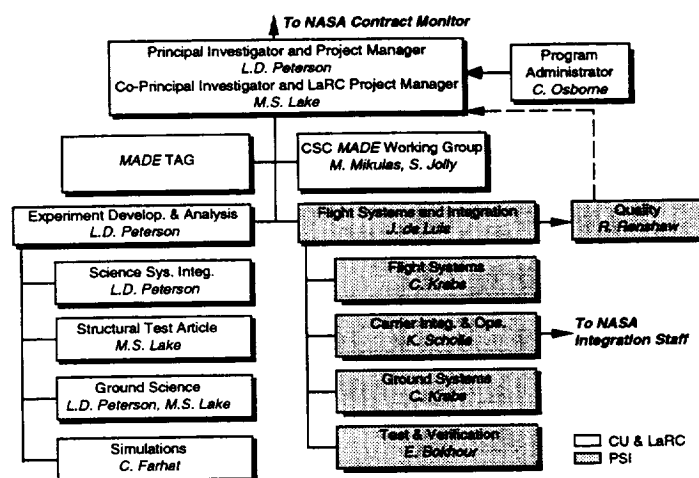 To NASA Contract Monitor
Principal Investigator and Project Manager
L.D. Peterson
Co-Principal Investigator and LaRC Project Manager
M.S. Lake
Program
Administrator
C. Osborne
MADE TAG
CSC MADE Working Group
M. Mikulas, S. Jolly
Experiment Develop. & Analysis
L.D. Peterson
Flight Systems and Integration
J. de Luis
Quality
R. Renshaw
Science Sys. Integ.
L.D. Peterson
Flight Systems
C. Krebs
Structural Test Article
M.S. Lake
Carrier Integ. & Ops.
K. Scholle
To NASA
Integration Staff
Ground Science
L.D. Peterson, M.S. Lake
Ground Systems
C. Krebs
Simulations
C. Farhat
Test & Verification
E. Bokhour
CU & LaRC
PSI